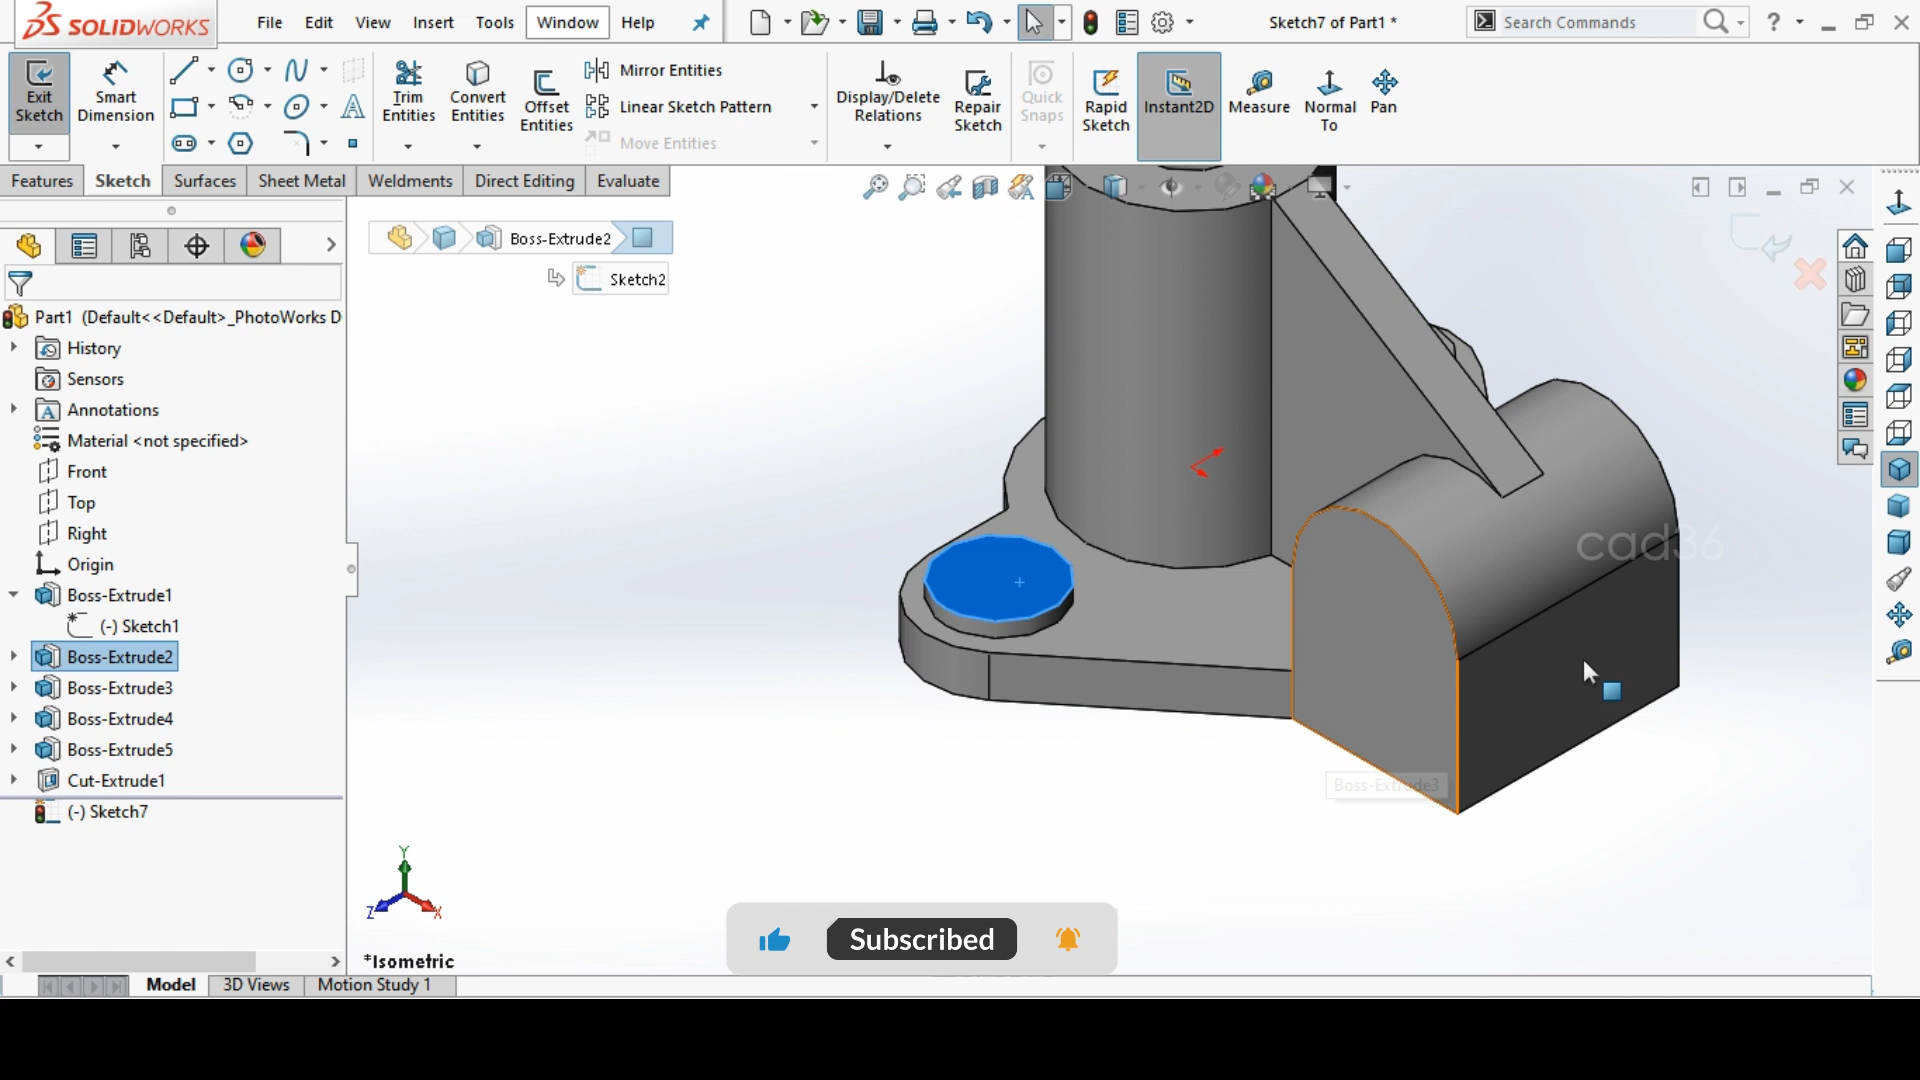 SOLIDWORKS File Edit View Insert Tools Window Help Sketch7 of Part1 * Search Commands ?
Exit Sketch
Smart Dimension
Trim Entities
Convert Entities
Offset Entities
Mirror Entities
Linear Sketch Pattern
Move Entities
Display/Delete Relations
Repair Sketch
Quick Snaps
Rapid Sketch
Instant2D
Measure
Normal To
Pan
Features Sketch Surfaces Sheet Metal Weldments Direct Editing Evaluate
Boss-Extrude2
Sketch2
Part1 (Default<<Default>_PhotoWorks D
History
Sensors
Annotations
Material <not specified>
Front
Top
Right
Origin
Boss-Extrude1
(-) Sketch1
Boss-Extrude2
Boss-Extrude3
Boss-Extrude4
Boss-Extrude5
Cut-Extrude1
(-) Sketch7
cad36
Boss-Extrude3
Y
Z
X
Subscribed
*Isometric
Model 3D Views Motion Study 1